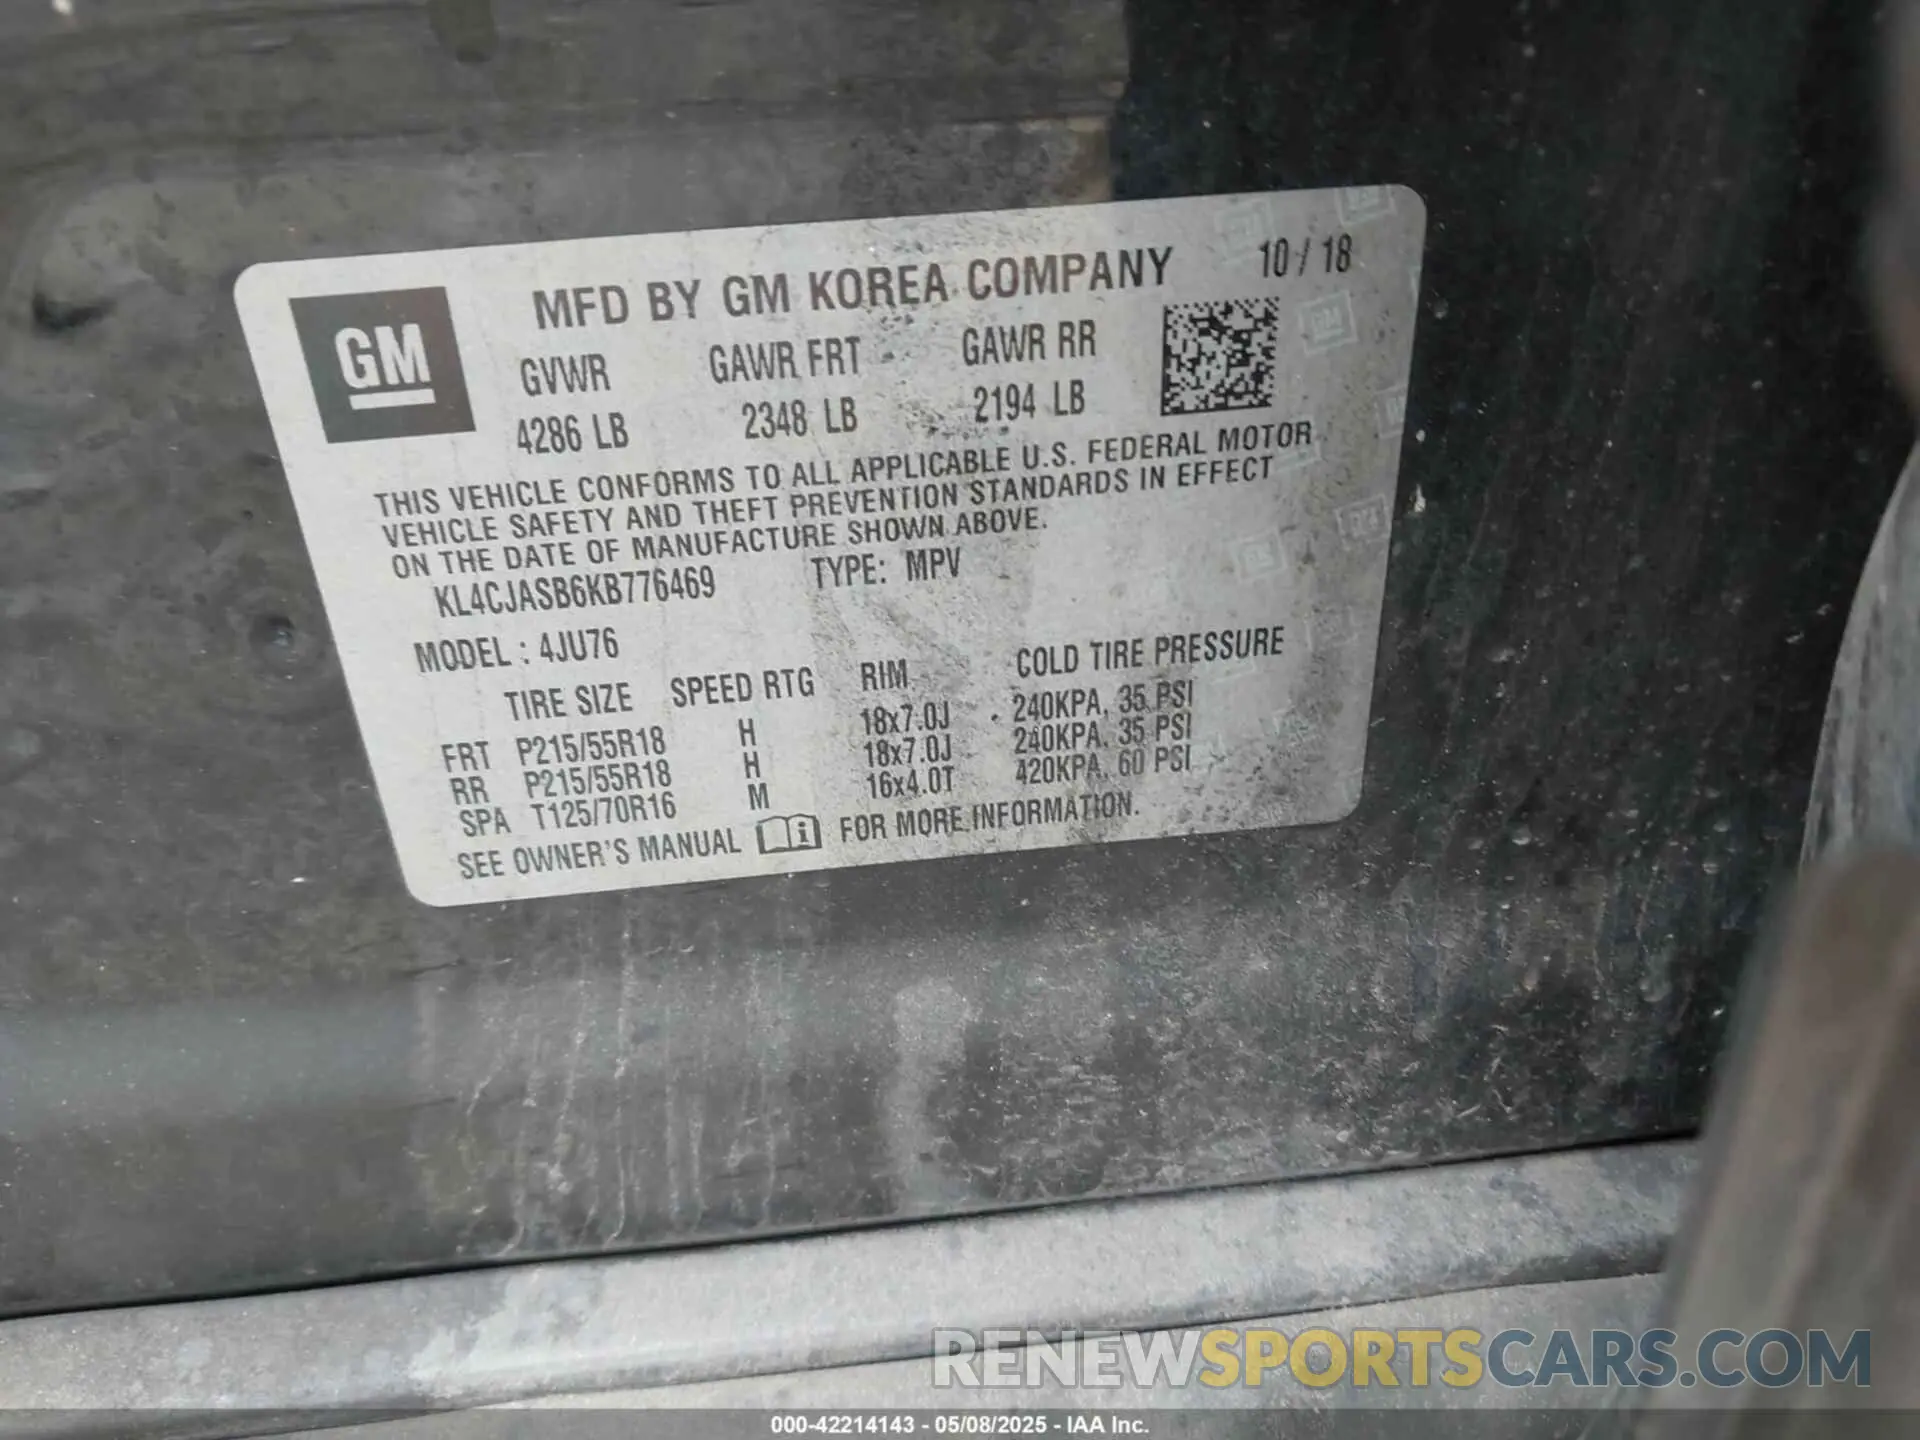 GM
MFD BY GM KOREA COMPANY 10 / 18
GVWR GAWR FRT GAWR RR
4286 LB 2348 LB 2194 LB
THIS VEHICLE CONFORMS TO ALL APPLICABLE U.S. FEDERAL MOTOR
VEHICLE SAFETY AND THEFT PREVENTION STANDARDS IN EFFECT
ON THE DATE OF MANUFACTURE SHOWN ABOVE.
KL4CJASB6KB776469 TYPE: MPV
MODEL : 4JU76
TIRE SIZE SPEED RTG RIM COLD TIRE PRESSURE
FRT P215/55R18 H 18x7.0J 240KPA, 35 PSI
RR P215/55R18 H 18x7.0J 240KPA, 35 PSI
SPA T125/70R16 M 16x4.0T 420KPA, 60 PSI
SEE OWNER'S MANUAL FOR MORE INFORMATION.
RENEWSPORTSCARS.COM
000-42214143 - 05/08/2025 - IAA Inc.